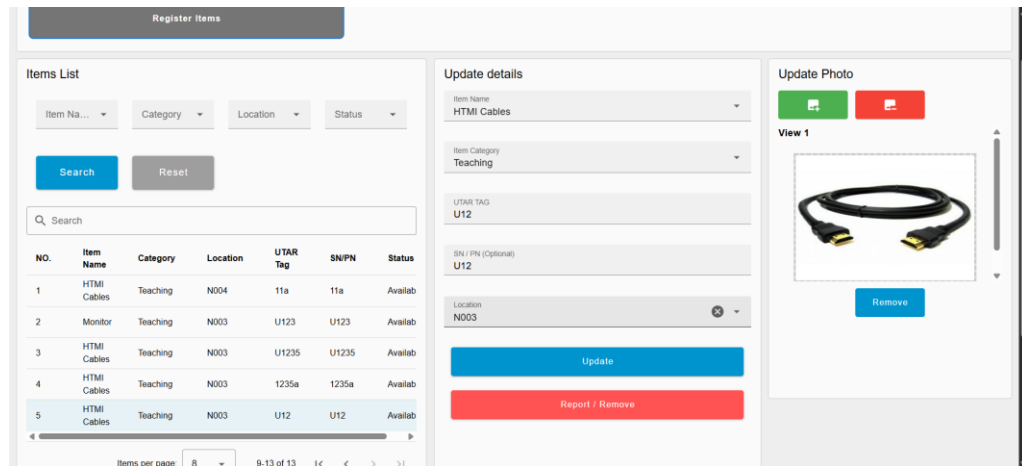 Register Items
Items List
Item Na...
Category
Location
Status
Search
Reset
Search
NO. Item Name Category Location UTAR Tag SN/PN Status
1 HTMI Cables Teaching N004 11a 11a Availab
2 Monitor Teaching N003 U123 U123 Availab
3 HTMI Cables Teaching N003 U1235 U1235 Availab
4 HTMI Cables Teaching N003 1235a 1235a Availab
5 HTMI Cables Teaching N003 U12 U12 Availab
Items per page: 8 9-13 of 13
Update details
Item Name
HTMI Cables
Item Category
Teaching
UTAR TAG
U12
SN / PN (Optional)
U12
Location
N003
Update
Report / Remove
Update Photo
View 1
Remove